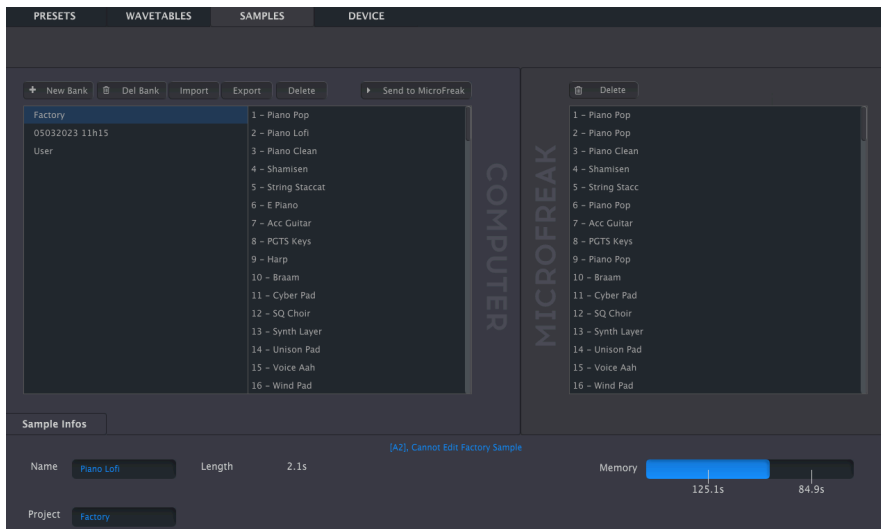 PRESETS WAVETABLES SAMPLES DEVICE
+ New Bank Del Bank Import Export Delete Send to MicroFreak
Delete
Factory
05032023 11h15
User
1 – Piano Pop
2 – Piano Lofi
3 – Piano Clean
4 – Shamisen
5 – String Staccat
6 – E Piano
7 – Acc Guitar
8 – PGTS Keys
9 – Harp
10 – Braam
11 – Cyber Pad
12 – SQ Choir
13 – Synth Layer
14 – Unison Pad
15 – Voice Aah
16 – Wind Pad
COMPUTER
MICROFREAK
1 – Piano Pop
2 – Piano Pop
3 – Piano Clean
4 – Shamisen
5 – String Stacc
6 – Piano Pop
7 – Acc Guitar
8 – PGTS Keys
9 – Piano Pop
10 – Braam
11 – Cyber Pad
12 – SQ Choir
13 – Synth Layer
14 – Unison Pad
15 – Voice Aah
16 – Wind Pad
Sample Infos
[A2], Cannot Edit Factory Sample
Name Piano Lofi Length 2.1s Memory
125.1s 84.9s
Project Factory